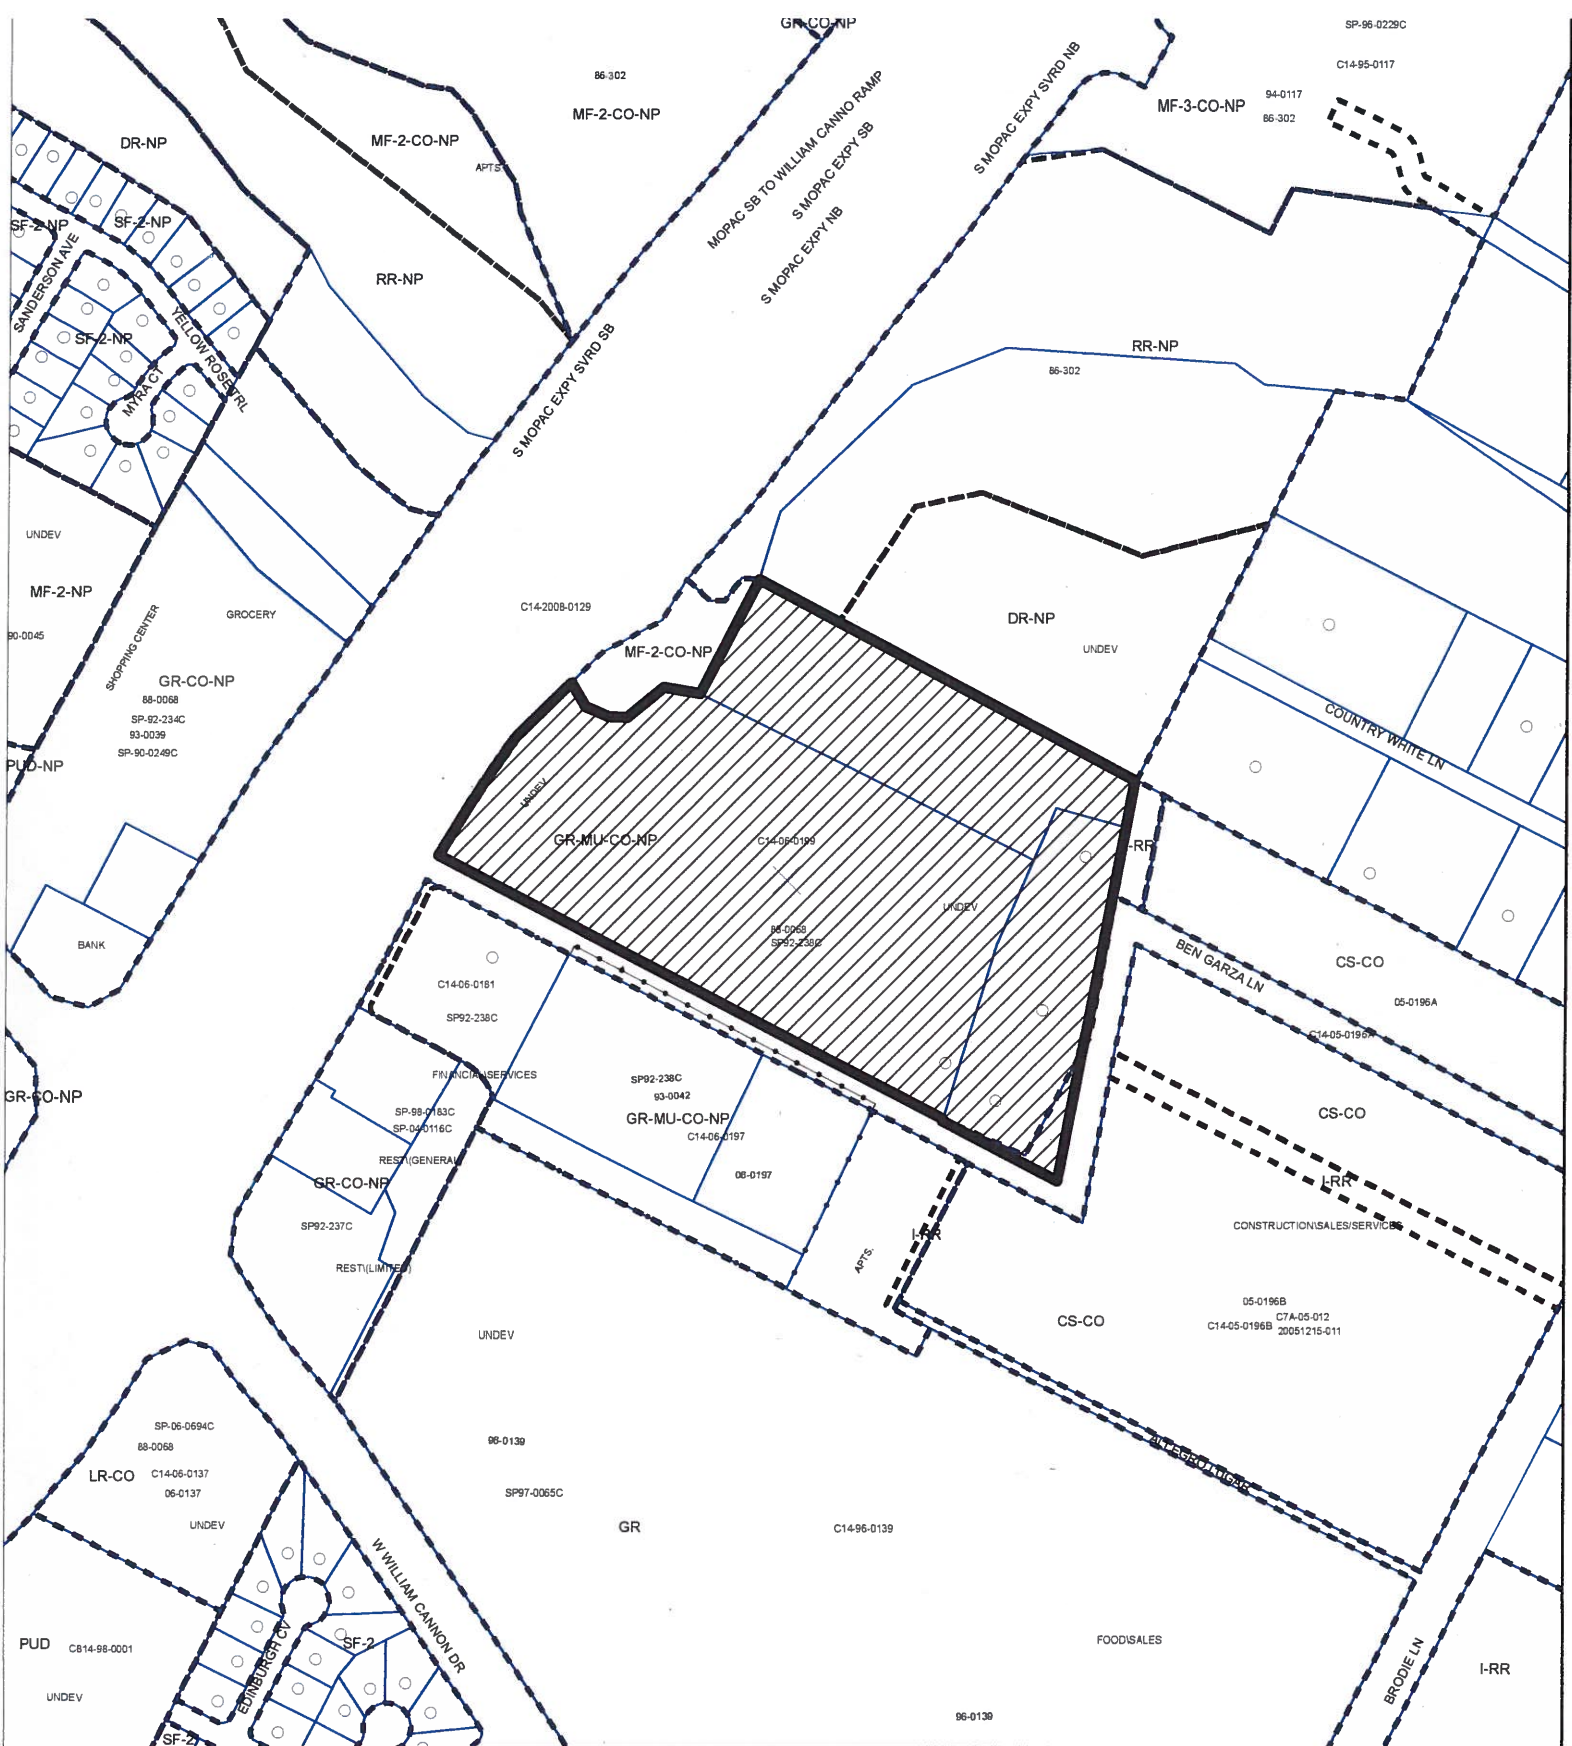 GR-CO-NP
SP-96-0229C
C14-95-0117
94-0117
86-302
MF-3-CO-NP
86-302
MF-2-CO-NP
MF-2-CO-NP
APTS
DR-NP
SF-2-NP
SF-2-NP
SANDERSON AVE
SF-2-NP
YELLOW ROSE TRL
MYRA CT
RR-NP
MOPAC SB TO WILLIAM CANNO RAMP
S MOPAC EXPY SB
S MOPAC EXPY NB
S MOPAC EXPY SVRD NB
S MOPAC EXPY SVRD SB
RR-NP
86-302
UNDEV
MF-2-NP
90-0045
SHOPPING CENTER
GROCERY
GR-CO-NP
88-0068
SP-92-234C
93-0039
SP-90-0249C
PUD-NP
C14-2008-0129
MF-2-CO-NP
DR-NP
UNDEV
COUNTRY WHITE LN
UNDEV
GR-MU-CO-NP
C14-06-0199
I-RR
UNDEV
88-0068
SP92-238C
BANK
BEN GARZA LN
CS-CO
05-0196A
C14-05-0196A
C14-06-0181
SP92-238C
FINANCIAL\SERVICES
SP-98-0183C
SP-04-0116C
REST\(GENERAL)
GR-CO-NP
SP92-237C
REST\(LIMITED)
SP92-238C
93-0042
GR-MU-CO-NP
C14-06-0197
06-0197
GR-CO-NP
CS-CO
I-RR
CONSTRUCTION\SALES/SERVICES
I-RR
APTS.
05-0196B
C7A-05-012
C14-05-0196B
20051215-011
CS-CO
UNDEV
ALLEGRO LUGAR
SP-06-0694C
88-0068
LR-CO
C14-06-0137
06-0137
UNDEV
96-0139
SP97-0065C
GR
C14-96-0139
W WILLIAM CANNON DR
PUD
C814-98-0001
UNDEV
EDINBURGH CV
SF-2
SF-2
FOOD\SALES
96-0139
BRODIE LN
I-RR